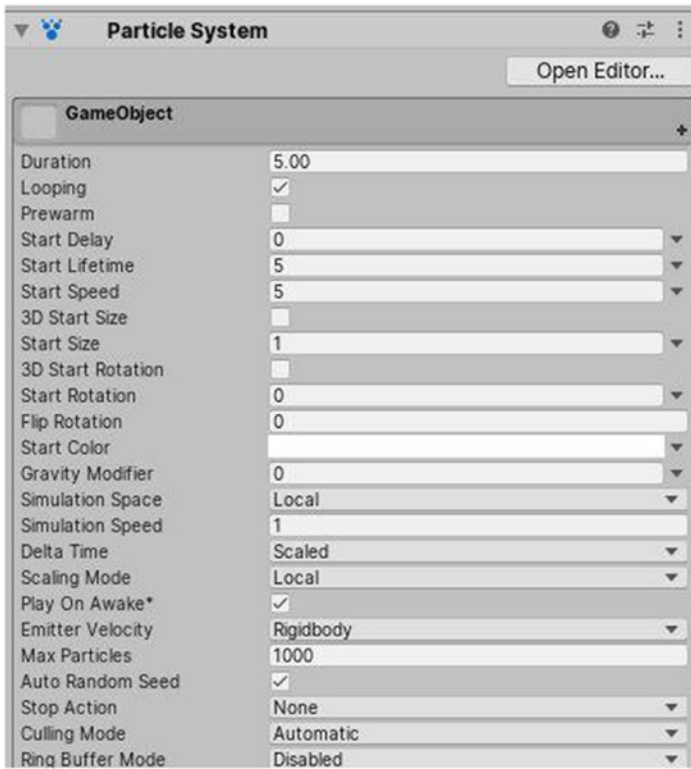 Particle System
Open Editor...
GameObject
Duration 5.00
Looping
Prewarm
Start Delay 0
Start Lifetime 5
Start Speed 5
3D Start Size
Start Size 1
3D Start Rotation
Start Rotation 0
Flip Rotation 0
Start Color
Gravity Modifier 0
Simulation Space Local
Simulation Speed 1
Delta Time Scaled
Scaling Mode Local
Play On Awake*
Emitter Velocity Rigidbody
Max Particles 1000
Auto Random Seed
Stop Action None
Culling Mode Automatic
Ring Buffer Mode Disabled